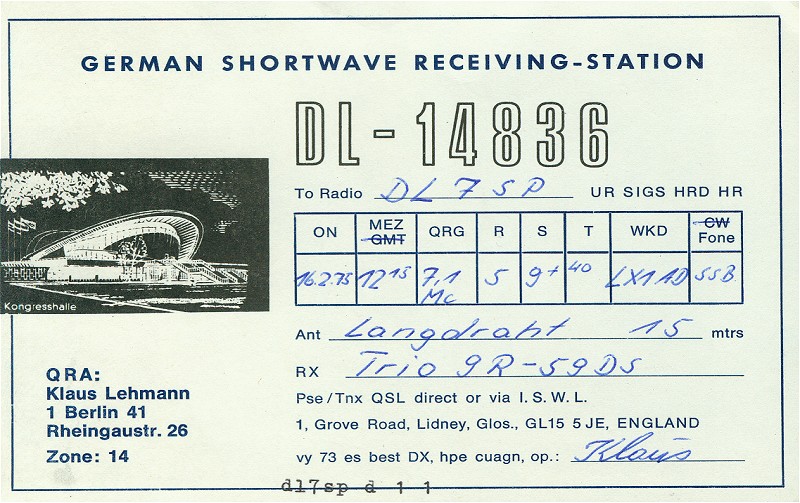 GERMAN SHORTWAVE RECEIVING-STATION
DL-14836
To Radio DL7SP UR SIGS HRD HR
ON MEZ GMT QRG R S T WKD CW Fone
16.2.75 12 15 7,1 Mc 5 9+ 40 LX1AD SSB
Ant Langdraht 15 mtrs
RX Trio 9R-59DS
Pse/Tnx QSL direct or via I.S.W.L.
1, Grove Road, Lidney, Glos., GL15 5JE, ENGLAND
vy 73 es best DX, hpe cuagn, op.: Klaus
Kongresshalle
QRA:
Klaus Lehmann
1 Berlin 41
Rheingaustr. 26
Zone: 14
dl7sp d 1 1